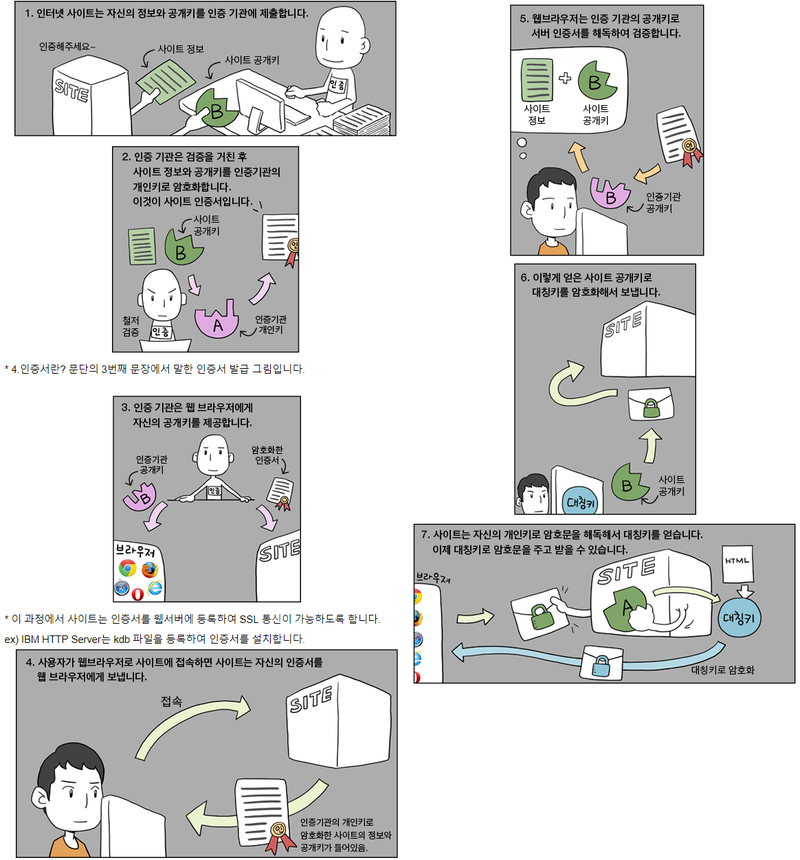 1. 인터넷 사이트는 자신의 정보와 공개키를 인증 기관에 제출합니다.
인증해주세요~
사이트 정보
사이트 공개키
SITE
B
인증
2. 인증 기관은 검증을 거친 후
사이트 정보와 공개키를 인증기관의
개인키로 암호화합니다.
이것이 사이트 인증서입니다.
사이트
공개키
B
인
철저
검증
인증
A
인증기관
개인키
* 4.인증서란? 문단의 3번째 문장에서 말한 인증서 발급 그림입니다.
3. 인증 기관은 웹 브라우저에게
자신의 공개키를 제공합니다.
인증기관
공개키
암호화한
인증서
B
인증
브라우저
SITE
* 이 과정에서 사이트는 인증서를 웹서버에 등록하여 SSL 통신이 가능하도록 합니다.
ex) IBM HTTP Server는 kdb 파일을 등록하여 인증서를 설치합니다.
4. 사용자가 웹브라우저로 사이트에 접속하면 사이트는 자신의 인증서를
웹 브라우저에게 보냅니다.
접속
SITE
인
인증기관의 개인키로
암호화한 사이트의 정보와
공개키가 들어있음.
5. 웹브라우저는 인증 기관의 공개키로
서버 인증서를 해독하여 검증합니다.
+
B
사이트
정보
사이트
공개키
인
B
인증기관
공개키
6. 이렇게 얻은 사이트 공개키로
대칭키를 암호화해서 보냅니다.
SITE
B
사이트
공개키
대칭키
7. 사이트는 자신의 개인키로 암호문을 해독해서 대칭키를 얻습니다.
이제 대칭키로 암호문을 주고 받을 수 있습니다.
브라우저
SITE
HTML
A
대칭키
대칭키로 암호화